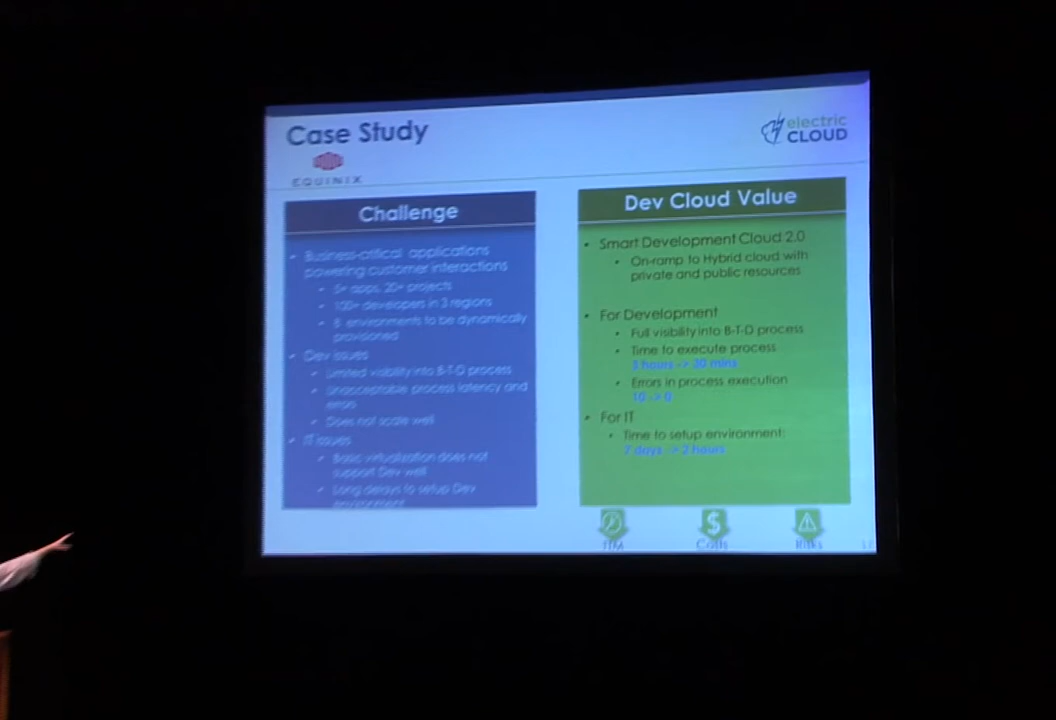 Case Study
electric
CLOUD
EQUINIX
Challenge
• Business-critical applications
powering customer interactions
• 5+ apps, 20+ projects
• 100+ developers in 3 regions
• 8 environments to be dynamically
provisioned
• Dev issues
• Limited visibility into B-T-D process
• Unacceptable process latency and
errors
• Does not scale well
• IT issues
• Basic virtualization does not
support Dev well
• Long delays to setup Dev
environment
Dev Cloud Value
• Smart Development Cloud 2.0
• On-ramp to Hybrid cloud with
private and public resources
• For Development
• Full visibility into B-T-D process
• Time to execute process
3 hours -> 30 mins
• Errors in process execution
10 -> 0
• For IT
• Time to setup environment:
7 days -> 2 hours
TTM
$
Costs
Risks